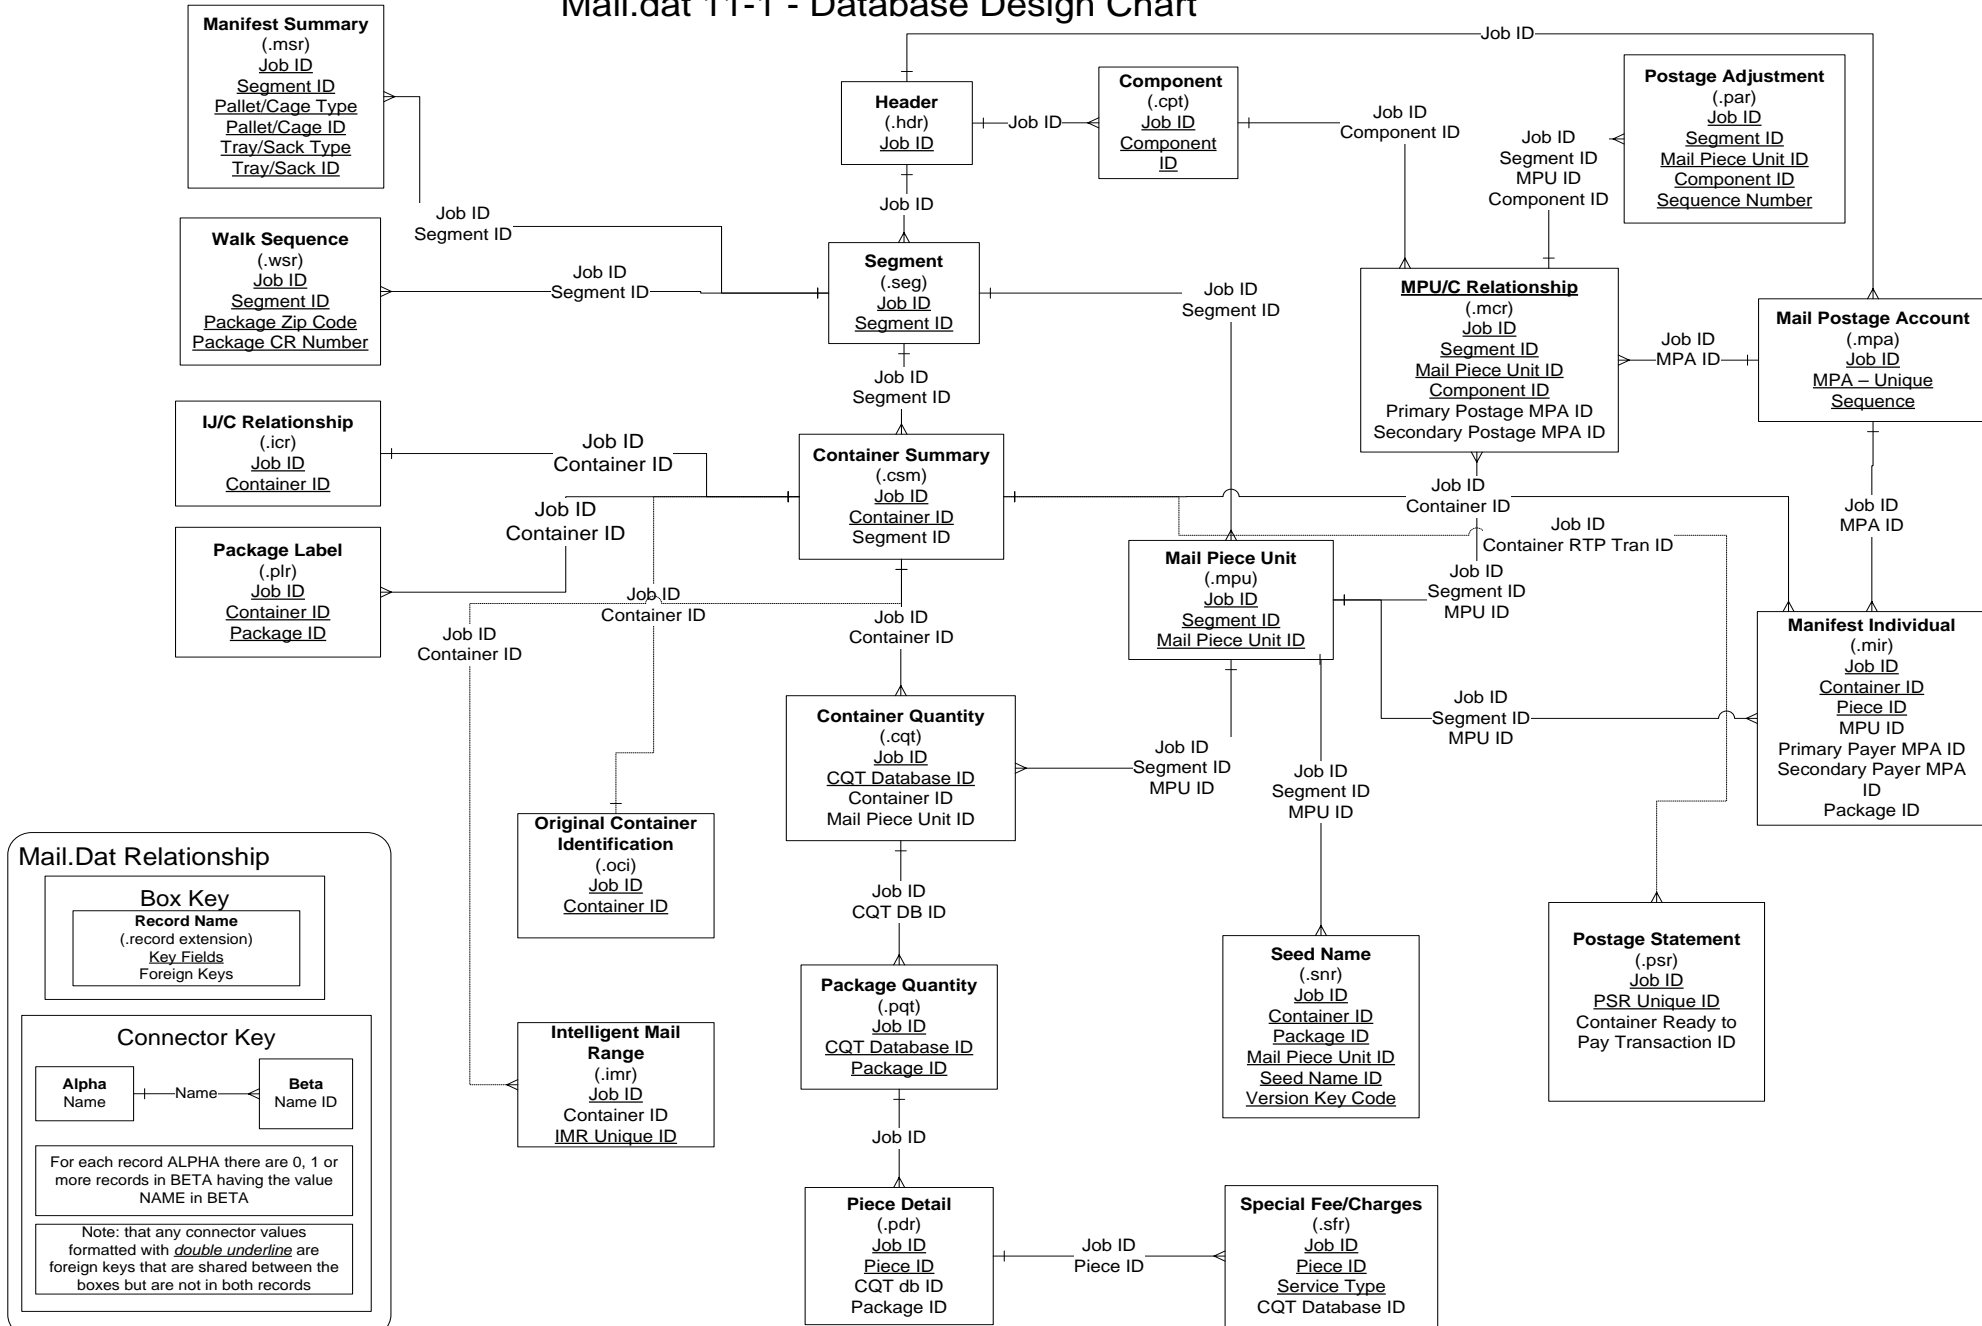 Mail.dat 11-1 - Database Design Chart
Manifest Summary
(.msr)
Job ID
Segment ID
Pallet/Cage Type
Pallet/Cage ID
Tray/Sack Type
Tray/Sack ID
Job ID
Segment ID
Walk Sequence
(.wsr)
Job ID
Segment ID
Package Zip Code
Package CR Number
Job ID
Segment ID
IJ/C Relationship
(.icr)
Job ID
Container ID
Job ID
Container ID
Package Label
(.plr)
Job ID
Container ID
Package ID
Job ID
Container ID
Job ID
Container ID
Job ID
Container ID
Header
(.hdr)
Job ID
Job ID
Job ID
Job ID
Component
(.cpt)
Job ID
Component
ID
Job ID
Component ID
Postage Adjustment
(.par)
Job ID
Segment ID
Mail Piece Unit ID
Component ID
Sequence Number
Job ID
Segment ID
MPU ID
Component ID
Segment
(.seg)
Job ID
Segment ID
Job ID
Segment ID
Job ID
Segment ID
MPU/C Relationship
(.mcr)
Job ID
Segment ID
Mail Piece Unit ID
Component ID
Primary Postage MPA ID
Secondary Postage MPA ID
Job ID
MPA ID
Mail Postage Account
(.mpa)
Job ID
MPA – Unique
Sequence
Job ID
MPA ID
Container Summary
(.csm)
Job ID
Container ID
Segment ID
Job ID
Container ID
Job ID
Container RTP Tran ID
Job ID
Container ID
Mail Piece Unit
(.mpu)
Job ID
Segment ID
Mail Piece Unit ID
Job ID
Segment ID
MPU ID
Job ID
Segment ID
MPU ID
Job ID
Segment ID
MPU ID
Job ID
Segment ID
MPU ID
Manifest Individual
(.mir)
Job ID
Container ID
Piece ID
MPU ID
Primary Payer MPA ID
Secondary Payer MPA
ID
Package ID
Container Quantity
(.cqt)
Job ID
CQT Database ID
Container ID
Mail Piece Unit ID
Original Container
Identification
(.oci)
Job ID
Container ID
Job ID
CQT DB ID
Package Quantity
(.pqt)
Job ID
CQT Database ID
Package ID
Intelligent Mail
Range
(.imr)
Job ID
Container ID
IMR Unique ID
Seed Name
(.snr)
Job ID
Container ID
Package ID
Mail Piece Unit ID
Seed Name ID
Version Key Code
Postage Statement
(.psr)
Job ID
PSR Unique ID
Container Ready to
Pay Transaction ID
Job ID
Piece Detail
(.pdr)
Job ID
Piece ID
CQT db ID
Package ID
Job ID
Piece ID
Special Fee/Charges
(.sfr)
Job ID
Piece ID
Service Type
CQT Database ID
Mail.Dat Relationship
Box Key
Record Name
(.record extension)
Key Fields
Foreign Keys
Connector Key
Alpha
Name
Name
Beta
Name ID
For each record ALPHA there are 0, 1 or
more records in BETA having the value
NAME in BETA
Note: that any connector values
formatted with double underline are
foreign keys that are shared between the
boxes but are not in both records